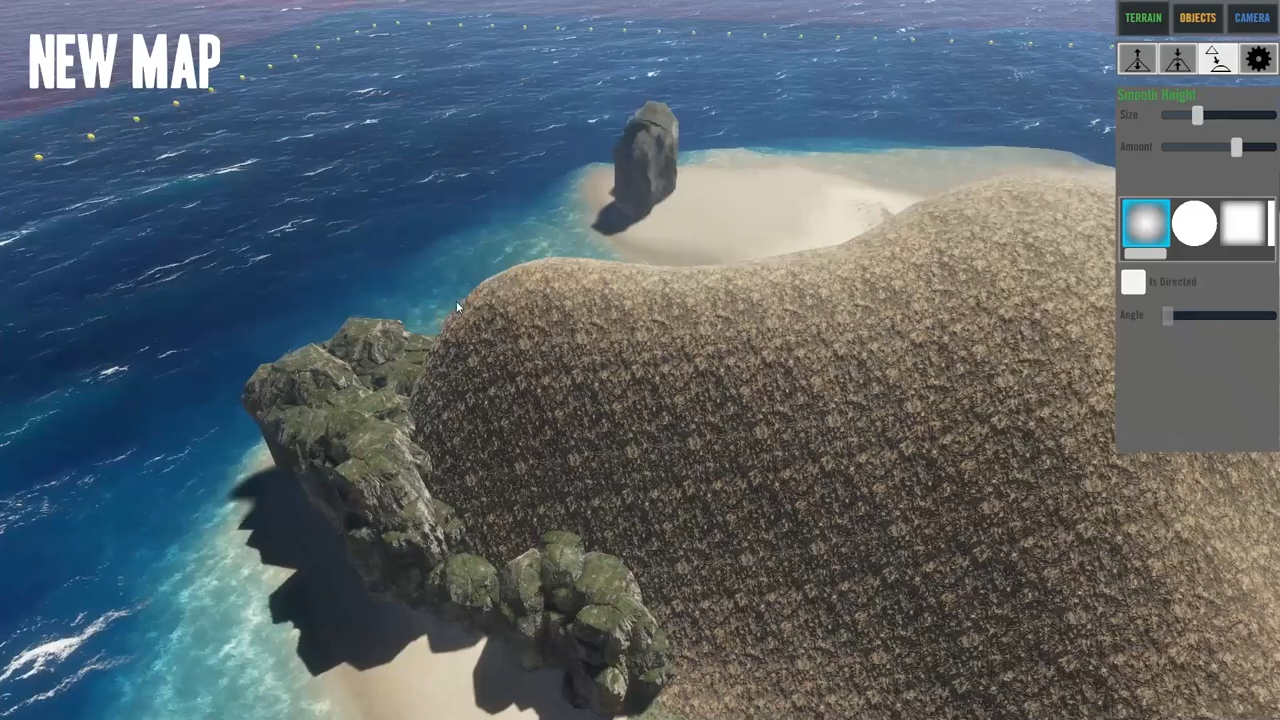 NEW MAP
TERRAIN
OBJECTS
CAMERA
Smooth Height
Size
Amount
Is Directed
Angle